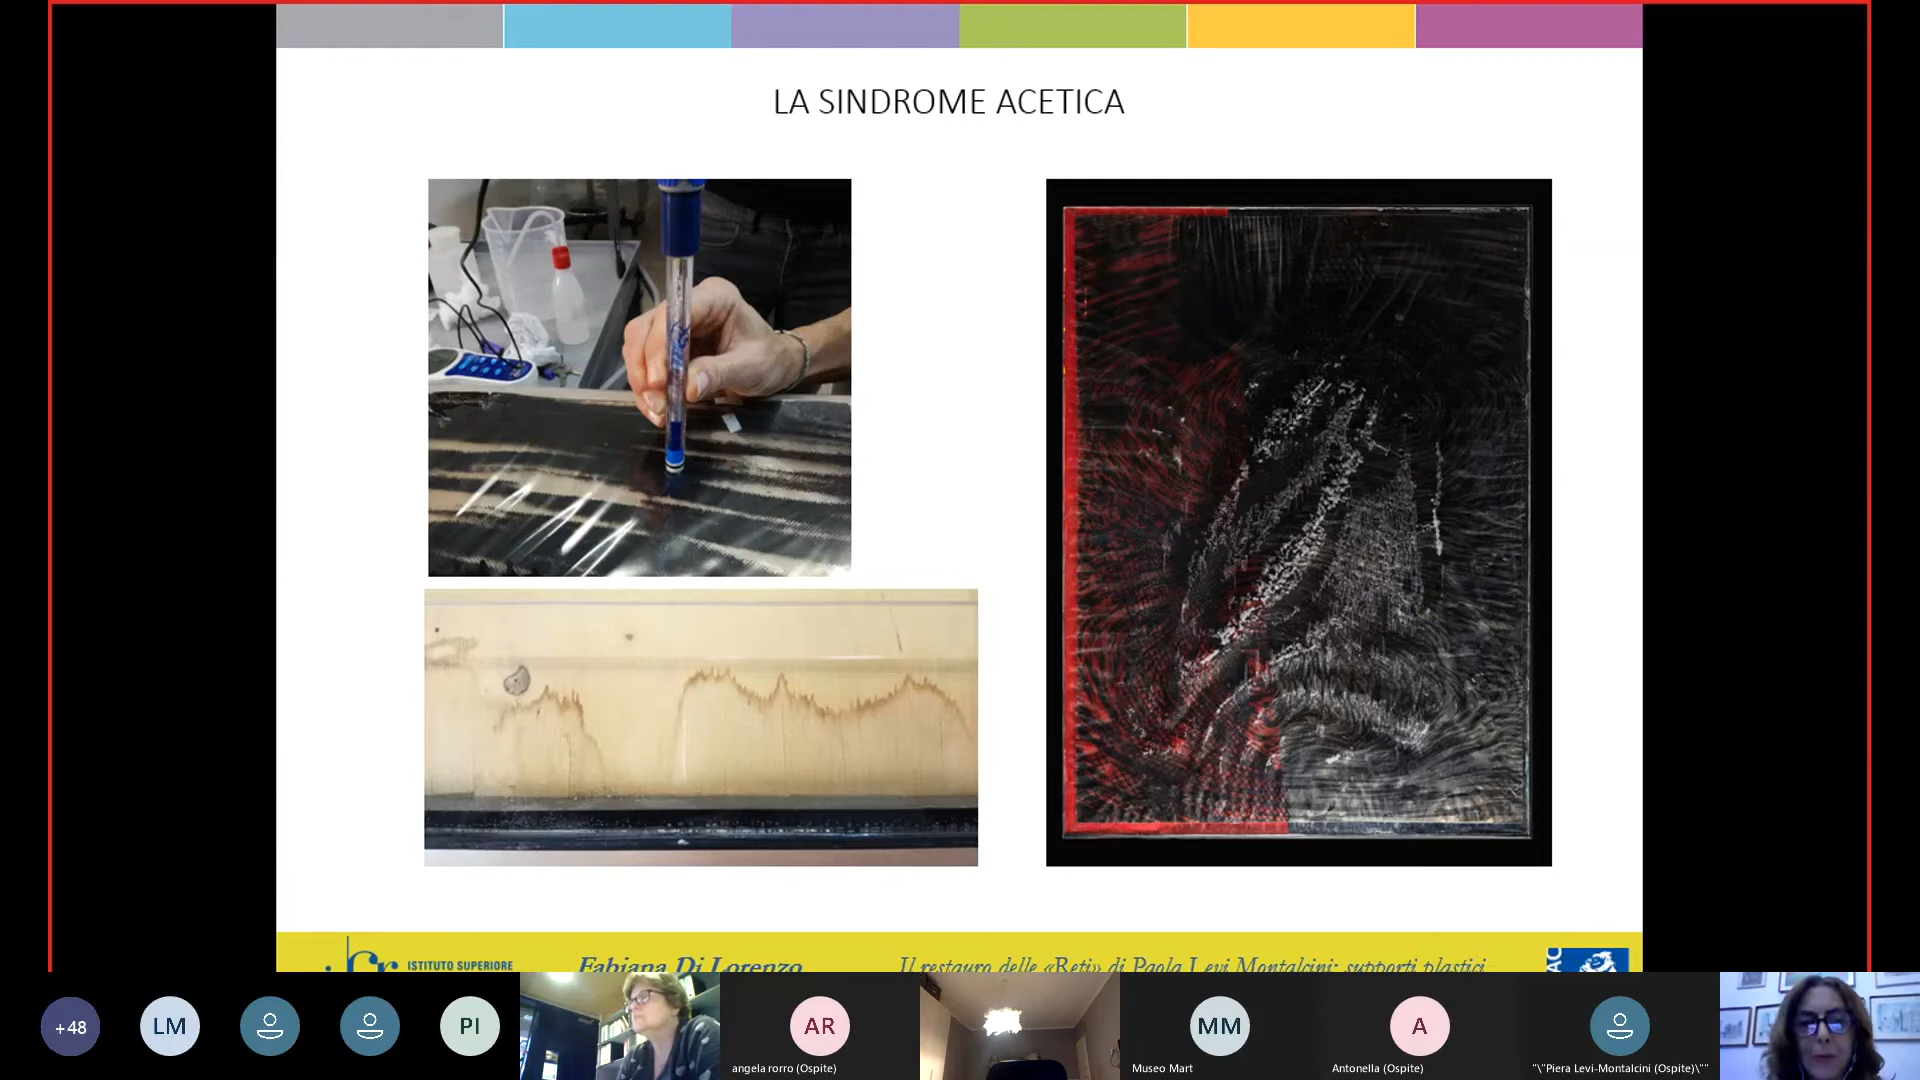 LA SINDROME ACETICA
ISTITUTO SUPERIORE
Fabiana Di Lorenzo
Il restauro delle «Reti» di Paola Levi Montalcini: supporti plastici
+48
LM
PI
AR
angela rorro (Ospite)
MM
Museo Mart
A
Antonella (Ospite)
"\"Piera Levi-Montalcini (Ospite)\""